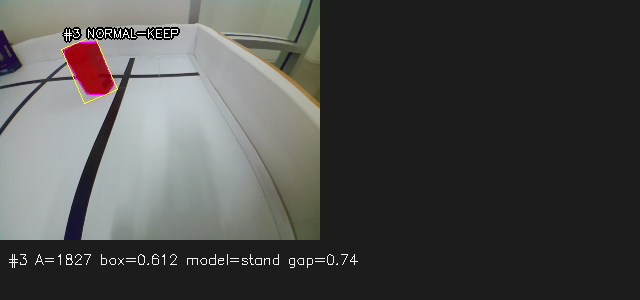 #3 NORMAL-KEEP
#3 A=1827 box=0.612 model=stand gap=0.74